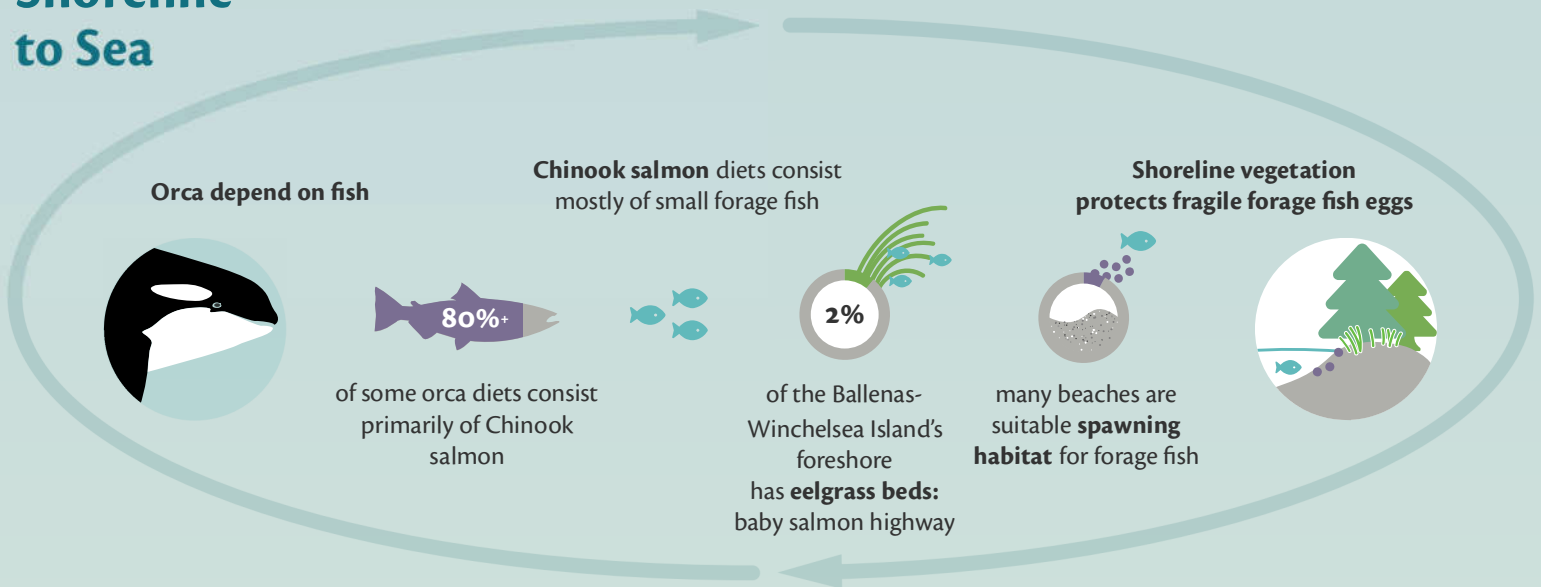 Shoreline
to Sea
Orca depend on fish
80%+
of some orca diets consist
primarily of Chinook
salmon
Chinook salmon diets consist
mostly of small forage fish
2%
of the Ballenas-
Winchelsea Island's
foreshore
has eelgrass beds:
baby salmon highway
many beaches are
suitable spawning
habitat for forage fish
Shoreline vegetation
protects fragile forage fish eggs